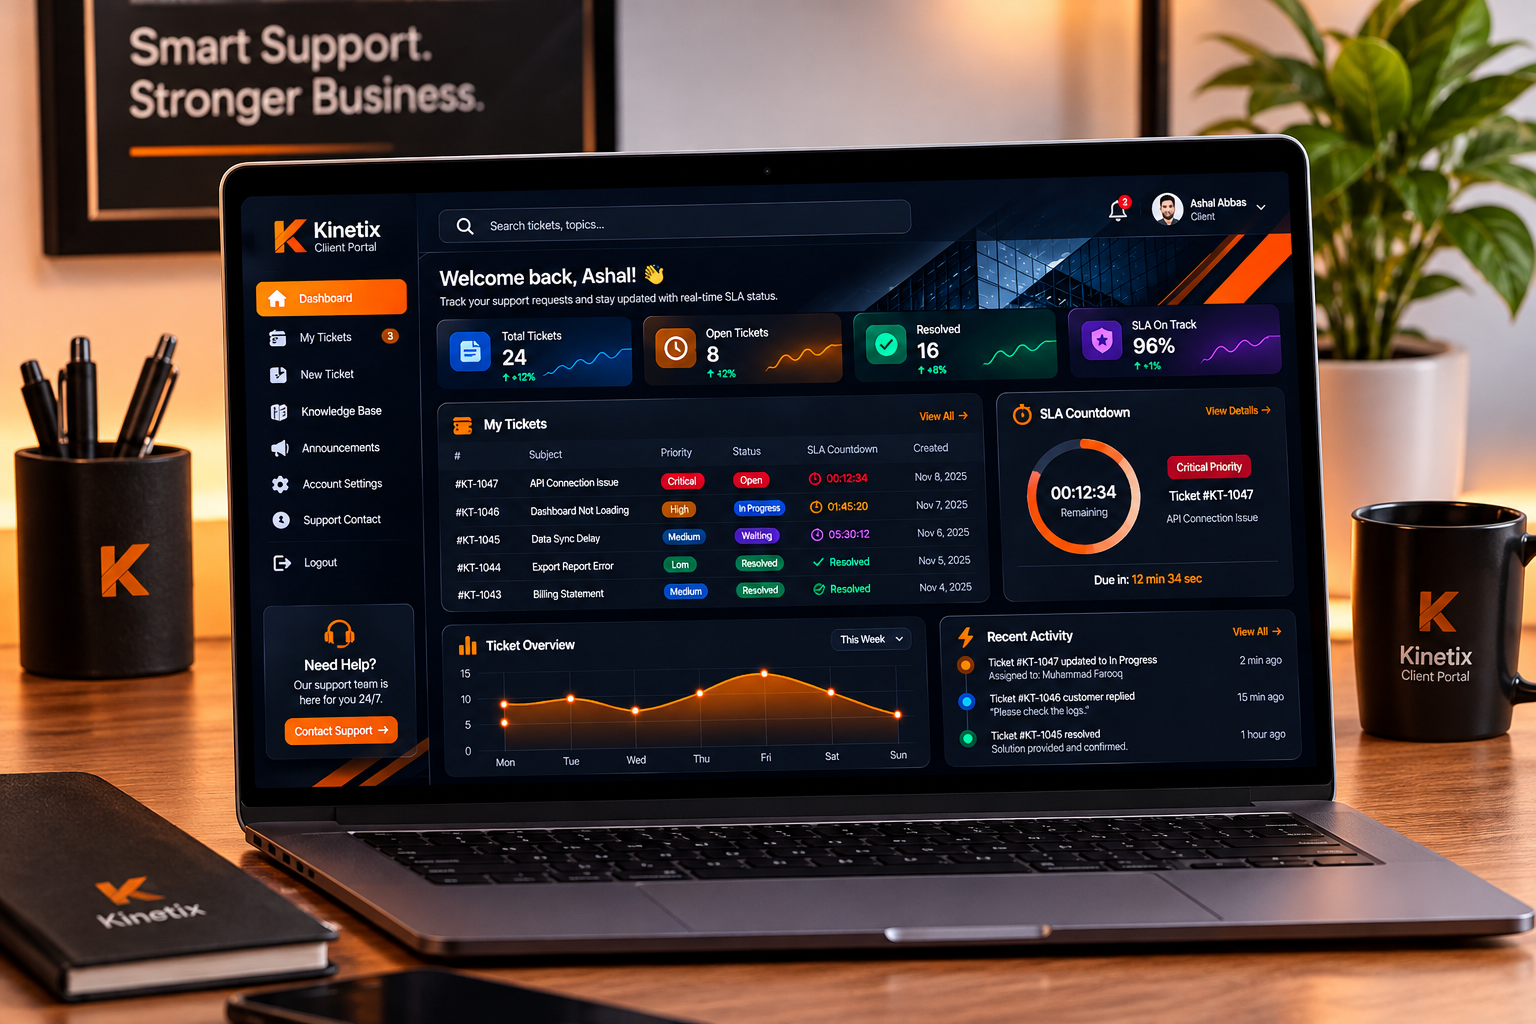 Smart Support.
Stronger Business.
Kinetix
Cliient Portal
Search tickets, topics...
2
Ashal Abbas
Client
Dashboard
My Tickets
3
New Ticket
Knowledge Base
Announcements
Account Settings
Support Contact
Logout
Need Help?
Our support team is
here for you 24/7.
Contact Support →
Welcome back, Ashal! 👋
Track your support requests and stay updated with real-time SLA status.
Total Tickets
24
↑ +12%
Open Tickets
8
↑ +2%
Resolved
16
↑ +8%
SLA On Track
96%
↑ +1%
My Tickets
View All →
# Subject Priority Status SLA Countdown Created
#KT-1047 API Connection Issue Critical Open 00:12:34 Nov 8, 2025
#KT-1046 Dashboard Not Loading High In Progress 01:45:20 Nov 7, 2025
#KT-1045 Data Sync Delay Medium Waiting 05:30:12 Nov 6, 2025
#KT-1044 Export Report Error Lom Resolved Resolved Nov 5, 2025
#KT-1043 Billing Statement Medium Resolved Resolved Nov 4, 2025
SLA Countdown
View Details →
00:12:34
Remaining
Critical Priority
Ticket #KT-1047
API Connection Issue
Due in: 12 min 34 sec
Ticket Overview
This Week
15
10
5
0
Mon Tue Wed Thu Fri Sat Sun
Recent Activity
View All →
Ticket #KT-1047 updated to In Progress
2 min ago
Assigned to: Muhammad Farooq
Ticket #KT-1046 customer replied
15 min ago
"Please check the logs."
Ticket #KT-1045 resolved
1 hour ago
Solution provided and confirmed.
K
K
Kinetix
Client Portal
Kinetix